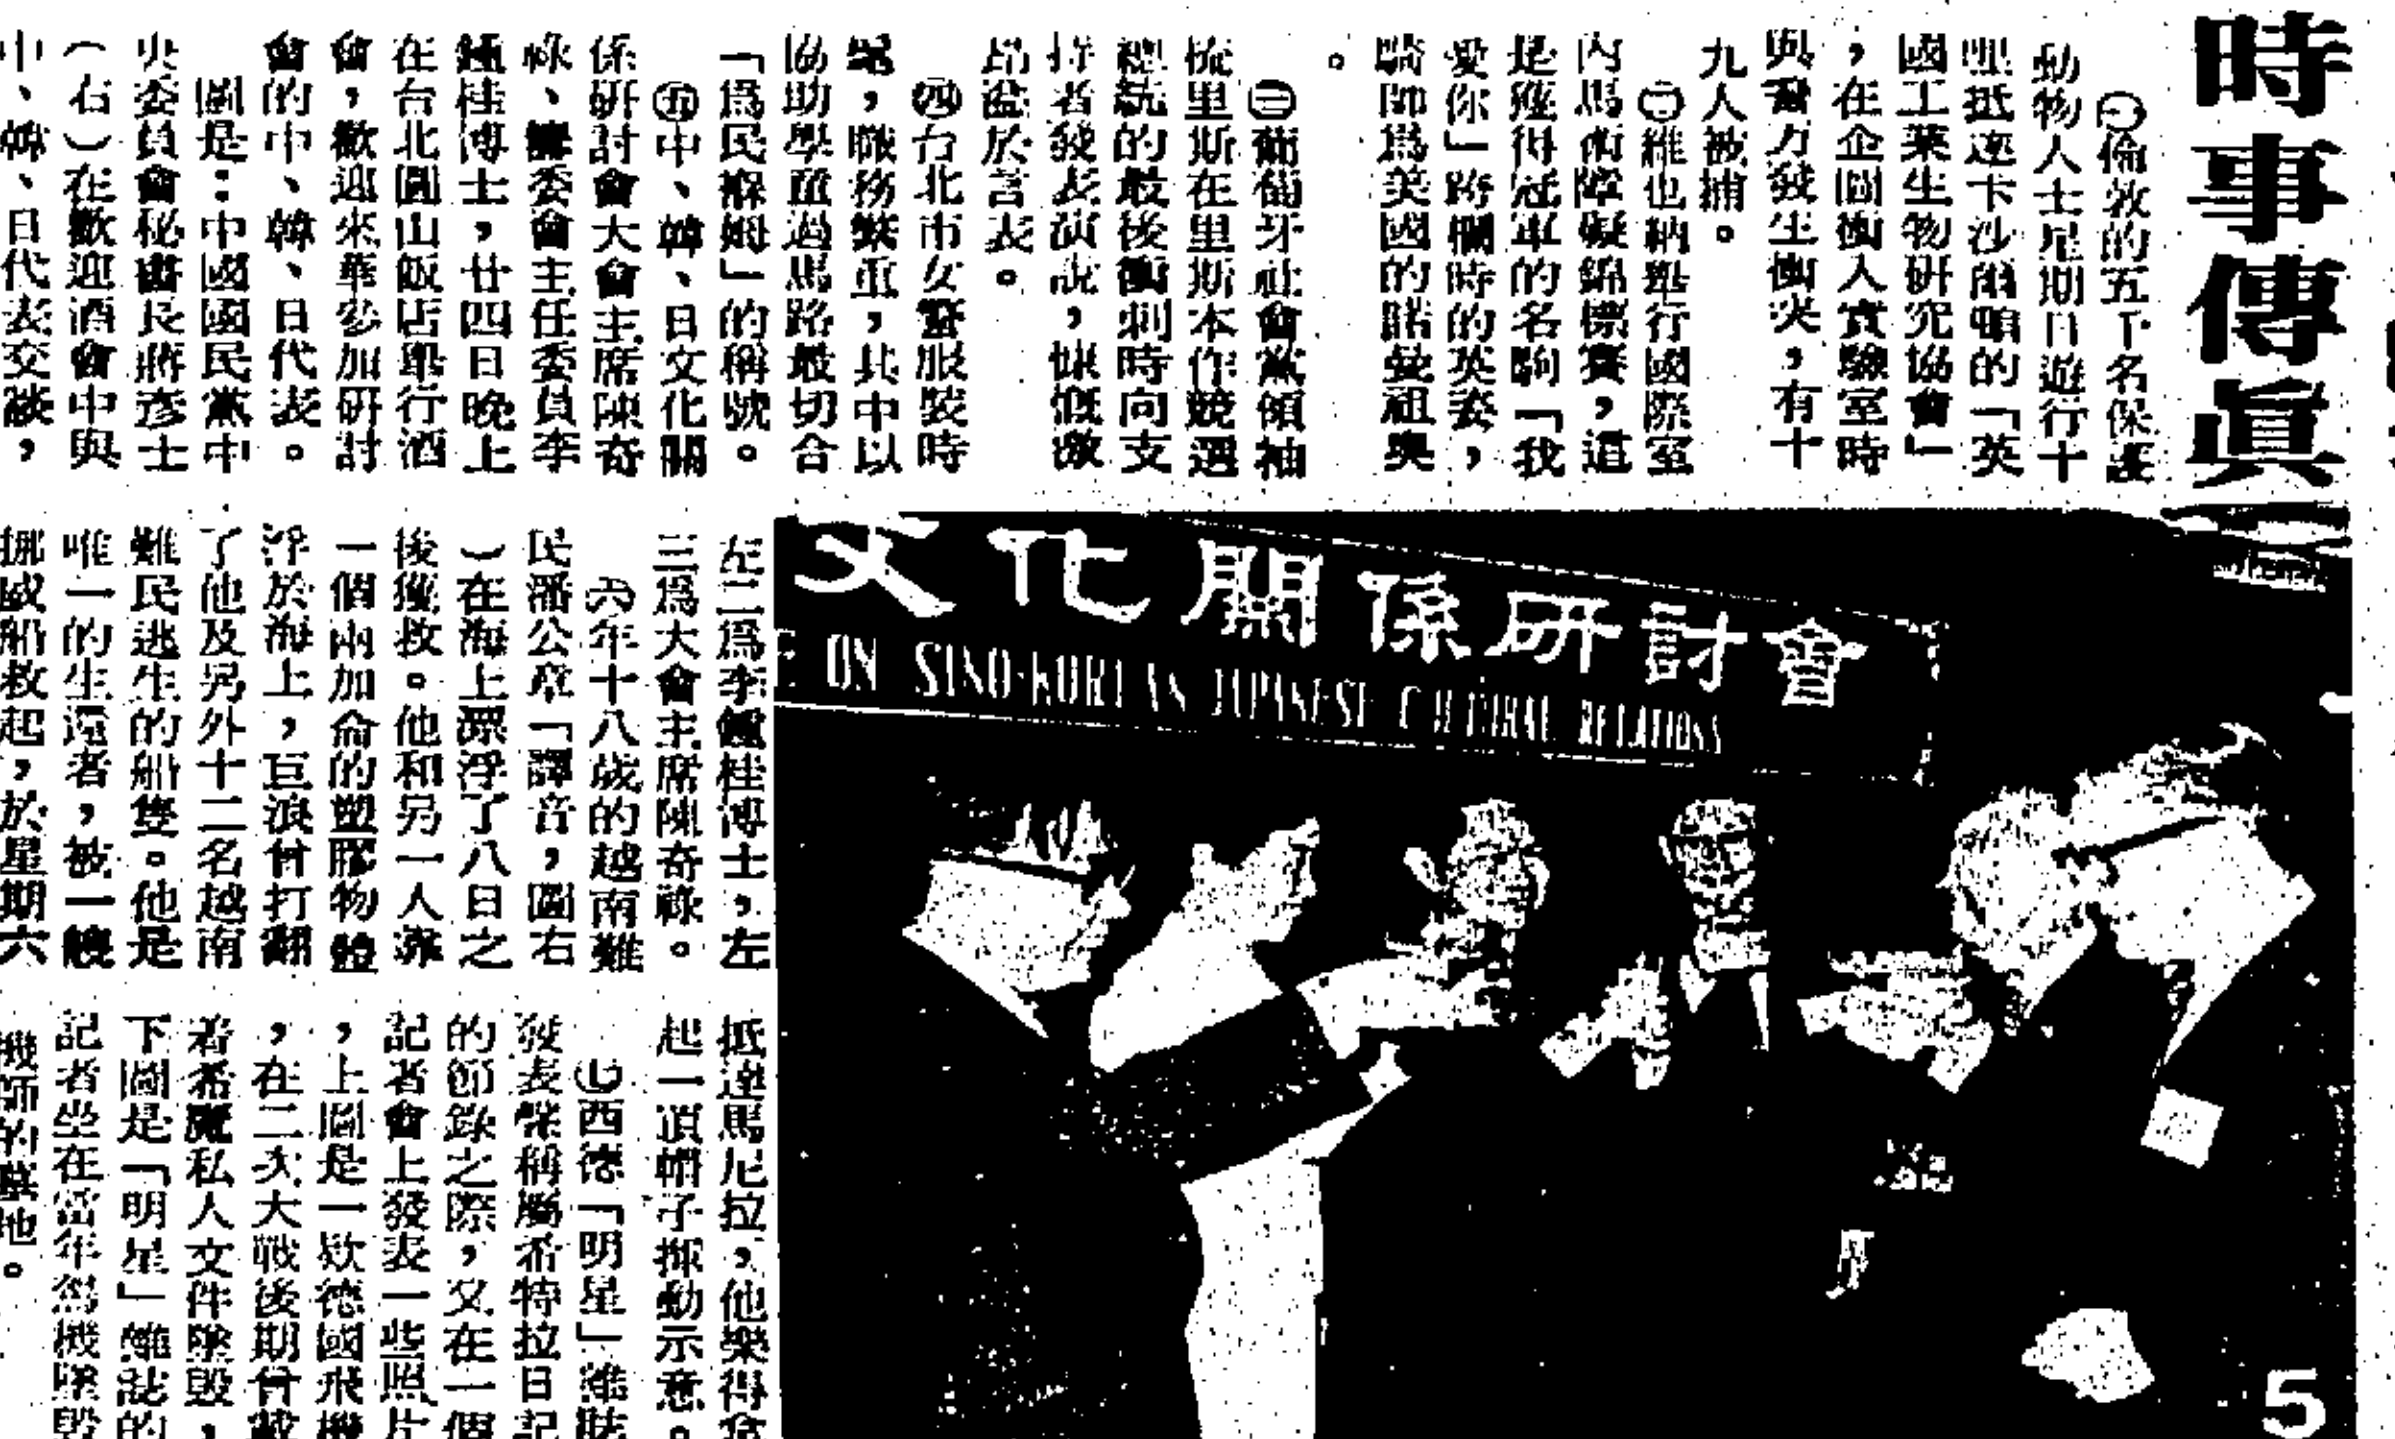 時事傳眞
㊀倫敦的五千名保護
動物人士星期日遊行十
哩抵達卡沙爾頓的「英
國工業生物研究協會」
，在企圖衝入實驗室時
與警方發生衝突，有十
九人被捕。
㊁維也納舉行國際室
內馬術障礙錦標賽，這
是獲得冠軍的名駒「我
愛你」跨欄時的英姿，
騎師爲美國的諾曼祖奧
。
㊂葡萄牙社會黨領袖
梳里斯在里斯本作競選
總統的最後衝刺時向支
持者發表演說，慷慨激
昂溢於言表。
㊃台北市女警服裝時
髦，職務繁重，其中以
協助學童過馬路最切合
「爲民褓姆」的稱號。
㊄中、韓、日文化關
係研討會大會主席陳奇
祿、籌委會主任委員李
鍾桂博士，廿四日晚上
在台北圓山飯店舉行酒
會，歡迎來華參加研討
會的中、韓、日代表。
圖是：中國國民黨中
央委員會秘書長蔣彥士
（右）在歡迎酒會中與
中、韓、日代表交談，
左二爲李鍾桂博士，左
三爲大會主席陳奇祿。
㊅年十八歲的越南難
民潘公章「譯音，圖右
）在海上漂浮了八日之
後獲救。他和另一人靠
一個兩加侖的塑膠物體
浮於海上，巨浪曾打翻
了他及另外十二名越南
難民逃生的船隻。他是
唯一的生還者，被一艘
挪威船救起，於星期六
抵達馬尼拉，他樂得拿
起一頂帽子揮動示意。
㊆西德「明星」雜誌
發表聲稱屬希特拉日記
的節錄之際，又在一個
記者會上發表一些照片
，上圖是一款德國飛機
，在二次大戰後期曾載
着希魔私人文件墜毀，
下圖是「明星」雜誌的
記者坐在當年駕機墜毀
機師的墓地。
文化關係研討會
ON SINO-KOREAN JAPANESE CULTURAL RELATIONS
5